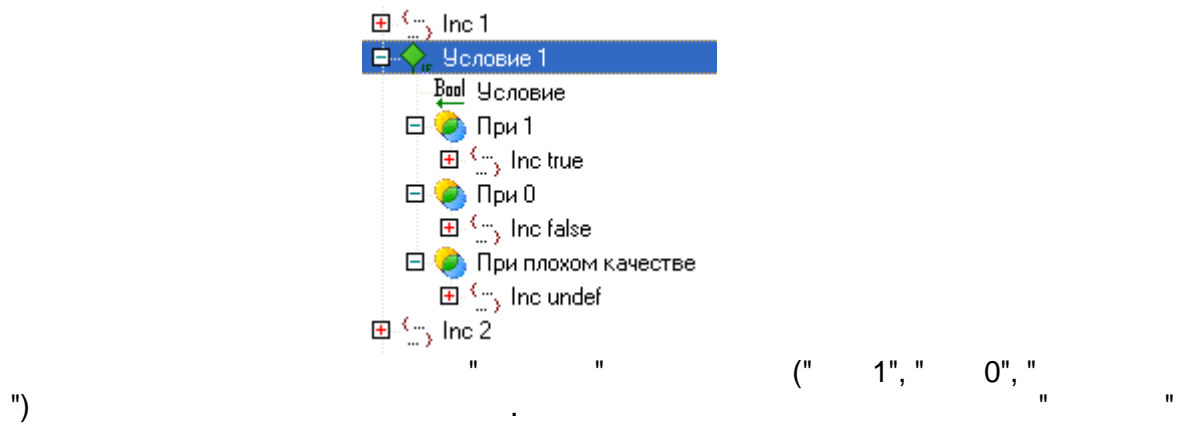 Inc 1
Условие 1
Bool Условие
При 1
Inc true
При 0
Inc false
При плохом качестве
Inc undef
Inc 2
" " (" 1", " 0", "
") . " "